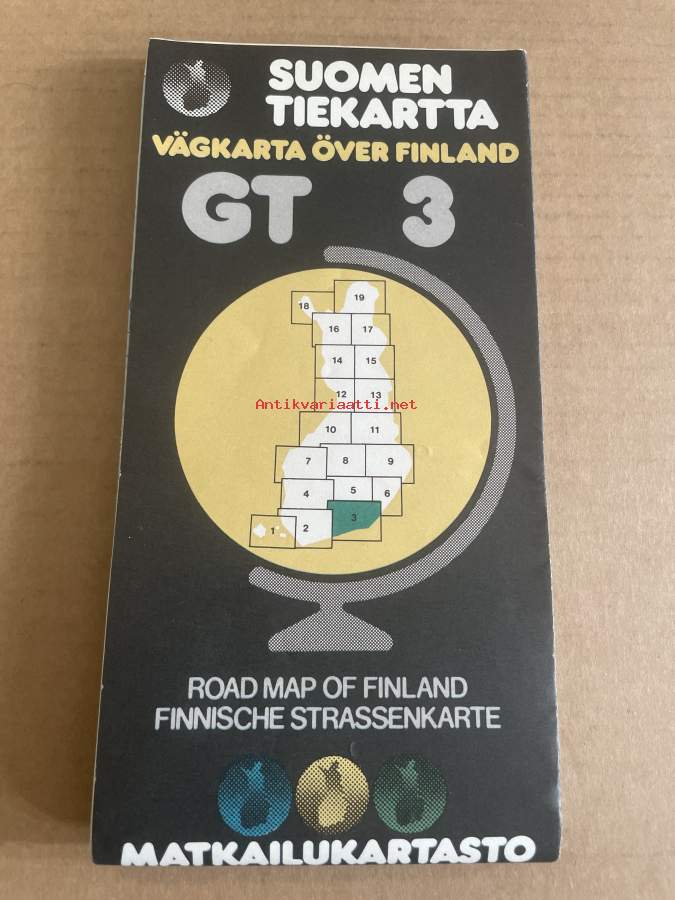 SUOMEN
TIEKARTTA
VÄGKARTA ÖVER FINLAND
GT 3
18 19
16 17
14 15
12 13
Antikvariaatti.net
10 11
7 8 9
4 5 6
1 2 3
ROAD MAP OF FINLAND
FINNISCHE STRASSENKARTE
MATKAILUKARTASTO